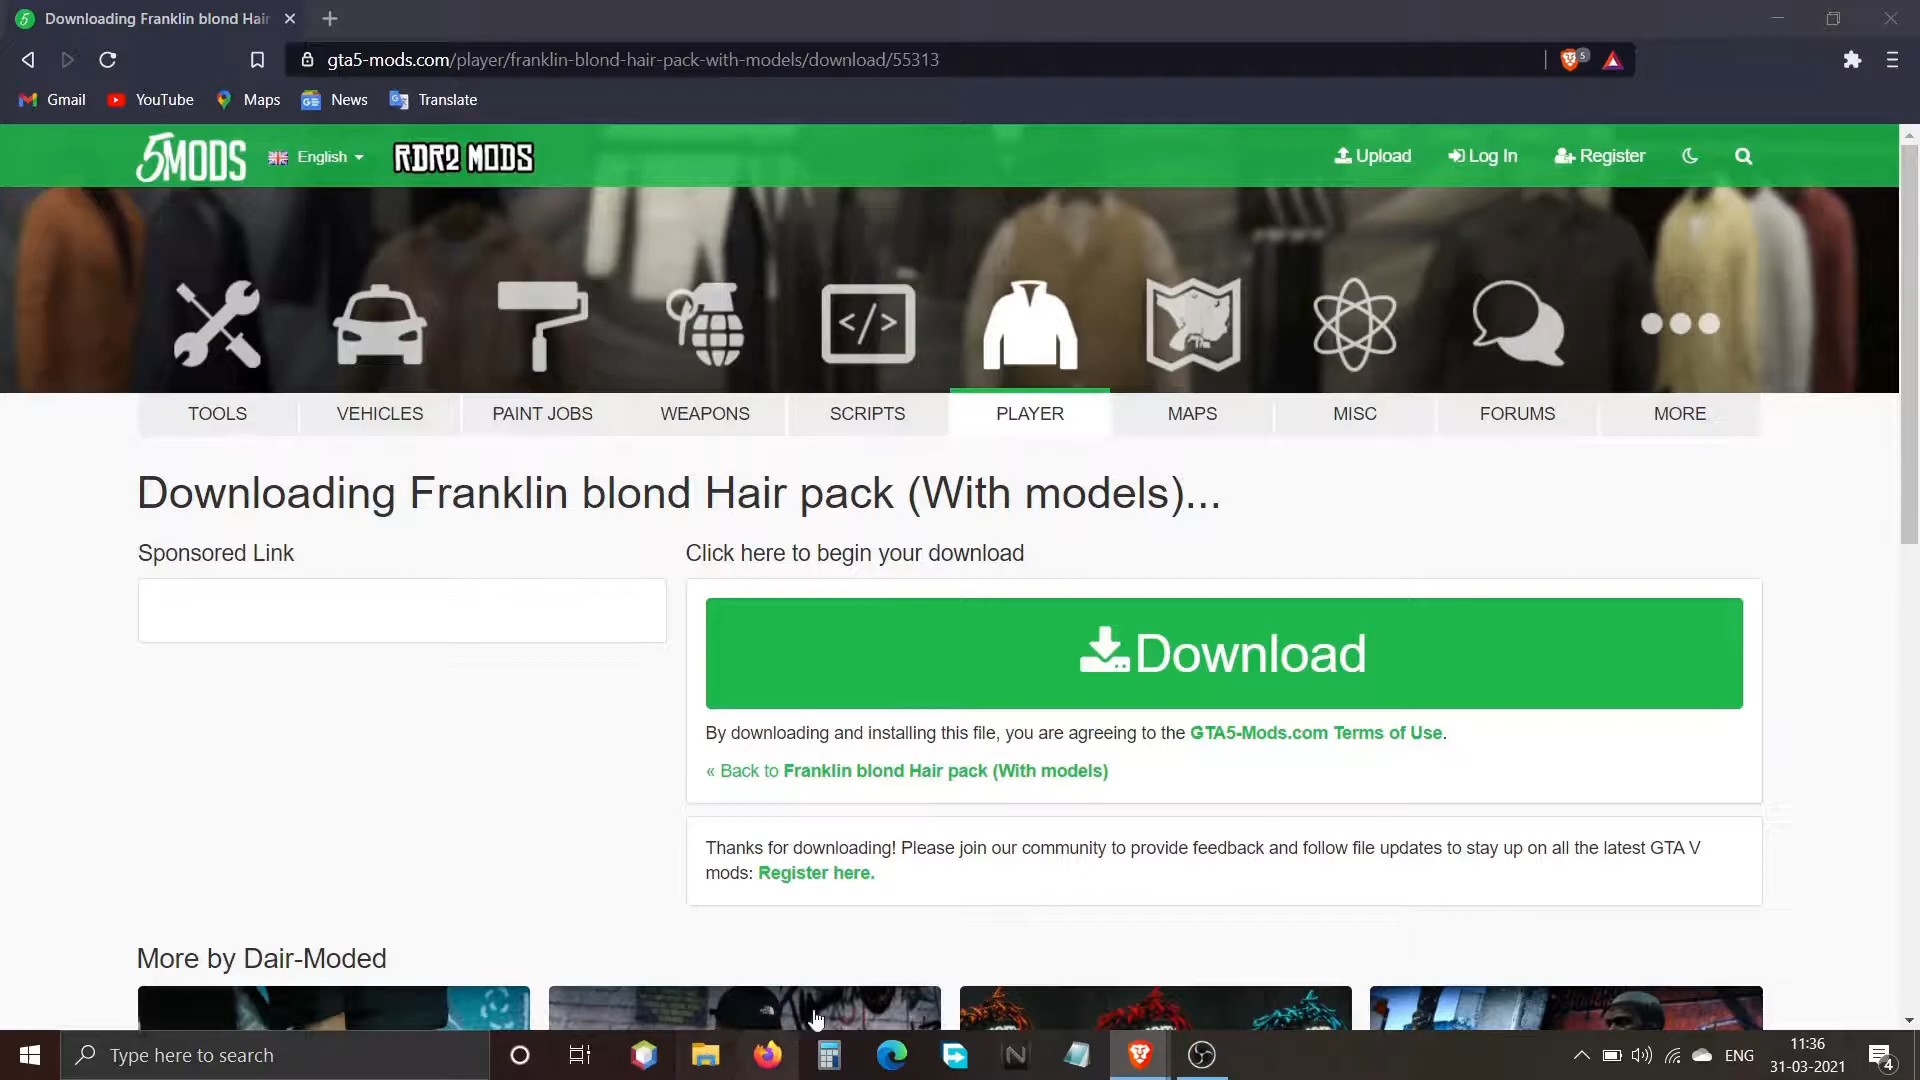 Downloading Franklin blond Hair
gta5-mods.com/player/franklin-blond-hair-pack-with-models/download/55313
5
Gmail YouTube Maps News Translate
5MODS English RDR2 MODS Upload Log In Register
TOOLS VEHICLES PAINT JOBS WEAPONS SCRIPTS PLAYER MAPS MISC FORUMS MORE
Downloading Franklin blond Hair pack (With models)...
Sponsored Link
Click here to begin your download
Download
By downloading and installing this file, you are agreeing to the GTA5-Mods.com Terms of Use.
« Back to Franklin blond Hair pack (With models)
Thanks for downloading! Please join our community to provide feedback and follow file updates to stay up on all the latest GTA V
mods: Register here.
More by Dair-Moded
Type here to search
ENG
11:36
31-03-2021
4